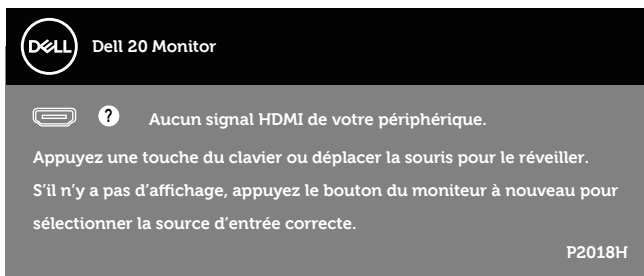 DELL
Dell 20 Monitor
? Aucun signal HDMI de votre périphérique.
Appuyez une touche du clavier ou déplacer la souris pour le réveiller.
S'il n'y a pas d'affichage, appuyez le bouton du moniteur à nouveau pour
sélectionner la source d'entrée correcte.
P2018H